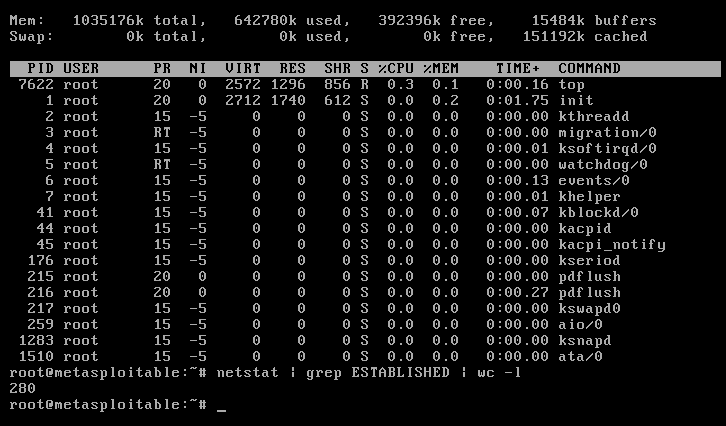 Mem:   1035176k total,   642780k used,   392396k free,    15484k buffers
Swap:        0k total,        0k used,        0k free,   151192k cached
PID USER      PR  NI  VIRT  RES  SHR S %CPU %MEM    TIME+  COMMAND
7622 root      20   0  2572 1296  856 R  0.3  0.1   0:00.16 top
1 root      20   0  2712 1740  612 S  0.0  0.2   0:01.75 init
2 root      15  -5     0    0    0 S  0.0  0.0   0:00.00 kthreadd
3 root      RT  -5     0    0    0 S  0.0  0.0   0:00.00 migration/0
4 root      15  -5     0    0    0 S  0.0  0.0   0:00.01 ksoftirqd/0
5 root      RT  -5     0    0    0 S  0.0  0.0   0:00.00 watchdog/0
6 root      15  -5     0    0    0 S  0.0  0.0   0:00.13 events/0
7 root      15  -5     0    0    0 S  0.0  0.0   0:00.01 khelper
41 root      15  -5     0    0    0 S  0.0  0.0   0:00.07 kblockd/0
44 root      15  -5     0    0    0 S  0.0  0.0   0:00.00 kacpid
45 root      15  -5     0    0    0 S  0.0  0.0   0:00.00 kacpi_notify
176 root      15  -5     0    0    0 S  0.0  0.0   0:00.00 kseriod
215 root      20   0     0    0    0 S  0.0  0.0   0:00.00 pdflush
216 root      20   0     0    0    0 S  0.0  0.0   0:00.27 pdflush
217 root      15  -5     0    0    0 S  0.0  0.0   0:00.00 kswapd0
259 root      15  -5     0    0    0 S  0.0  0.0   0:00.00 aio/0
1283 root      15  -5     0    0    0 S  0.0  0.0   0:00.00 ksnapd
1510 root      15  -5     0    0    0 S  0.0  0.0   0:00.00 ata/0
root@metasploitable:~# netstat | grep ESTABLISHED | wc -l
280
root@metasploitable:~# _